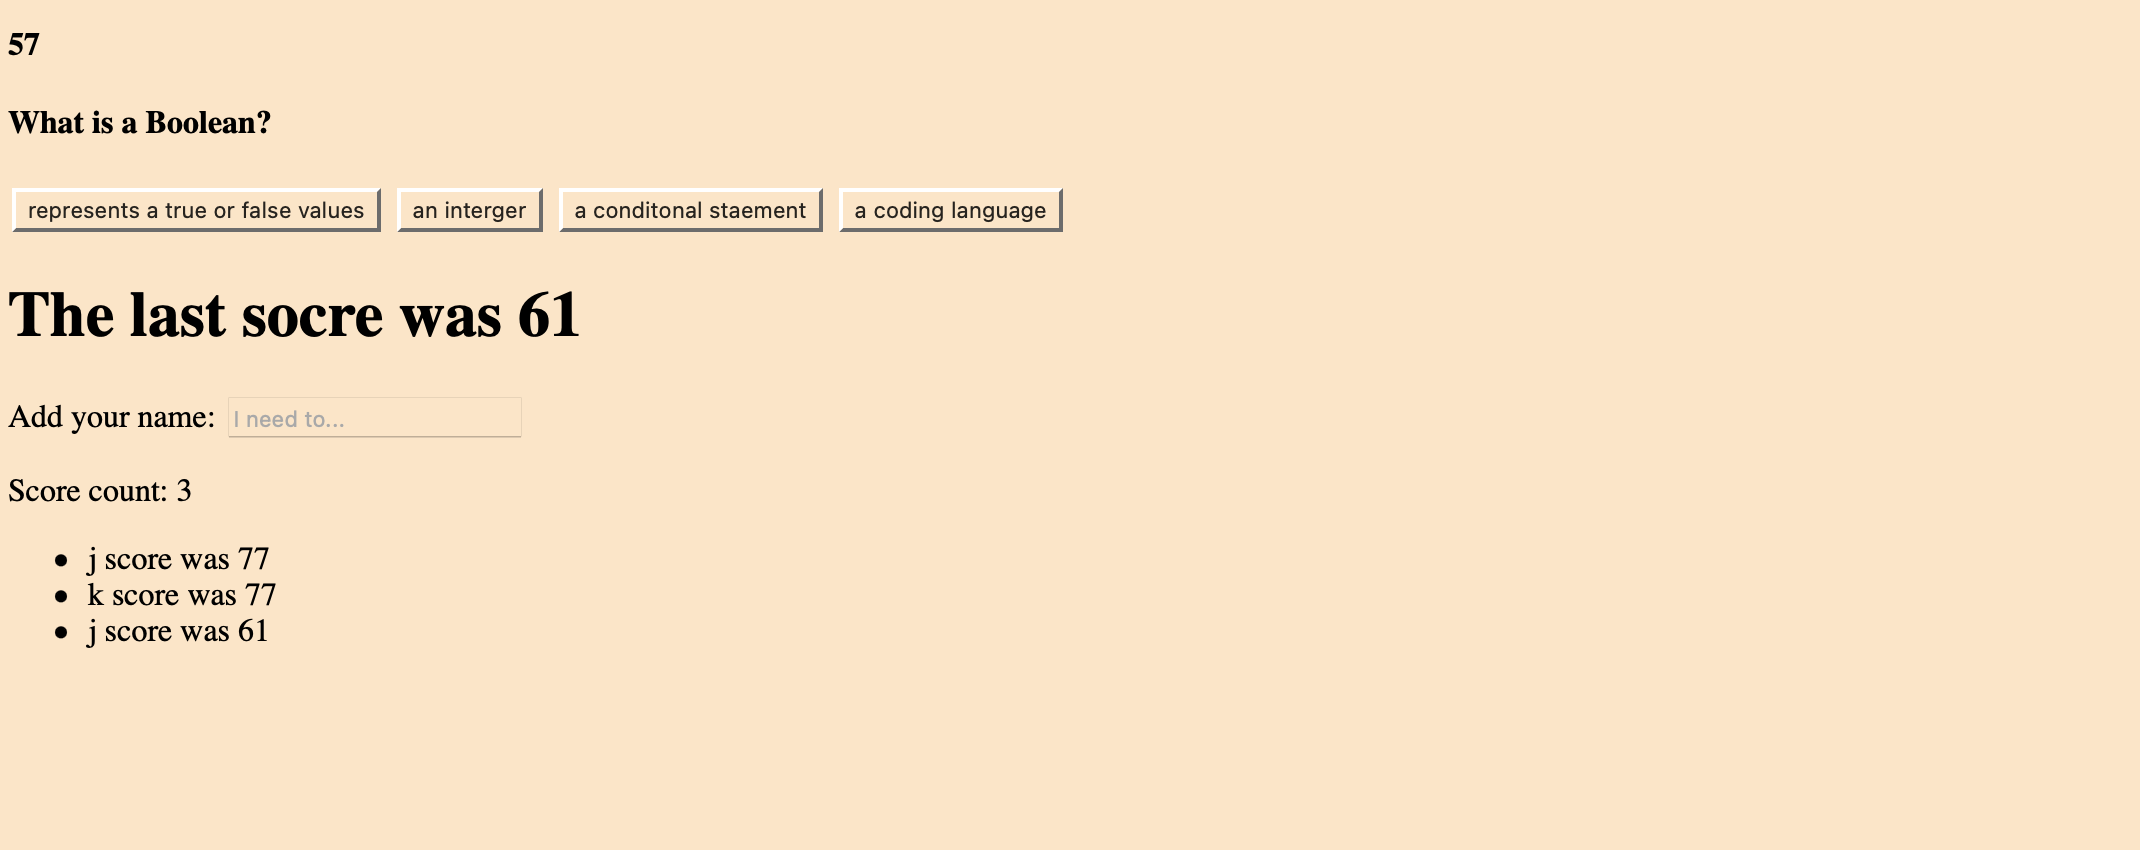 57
What is a Boolean?
represents a true or false values an interger a conditonal staement a coding language
The last socre was 61
Add your name: I need to...
Score count: 3
j score was 77
k score was 77
j score was 61